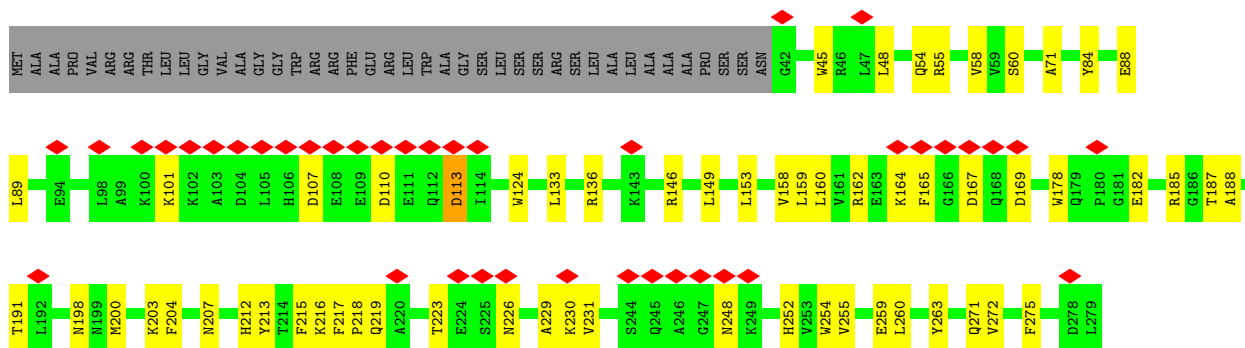 MET ALA ALA PRO VAL ARG ARG THR LEU LEU GLY VAL ALA GLY GLY TRP ARG ARG PHE GLU ARG LEU TRP ALA GLY SER LEU SER SER ARG SER LEU ALA LEU ALA ALA ALA PRO SER SER ASN G42 W45 R46 L47 L48 Q54 R55 V58 V59 S60 A71 Y84 E88
L89 E94 L98 A99 K100 K101 K102 A103 D104 L105 H106 D107 E108 E109 D110 E111 Q112 D113 I114 W124 L133 R136 K143 R146 L149 L153 V158 L159 L160 V161 R162 E163 K164 F165 G166 D167 Q168 D169 W178 Q179 P180 G181 E182 R185 G186 T187 A188
T191 L192 N198 N199 M200 K203 F204 N207 H212 Y213 T214 F215 K216 F217 P218 Q219 A220 T223 E224 S225 N226 A229 K230 V231 S244 Q245 A246 G247 N248 K249 H252 V253 W254 V255 E259 L260 Y263 Q271 V272 F275 D278 L279